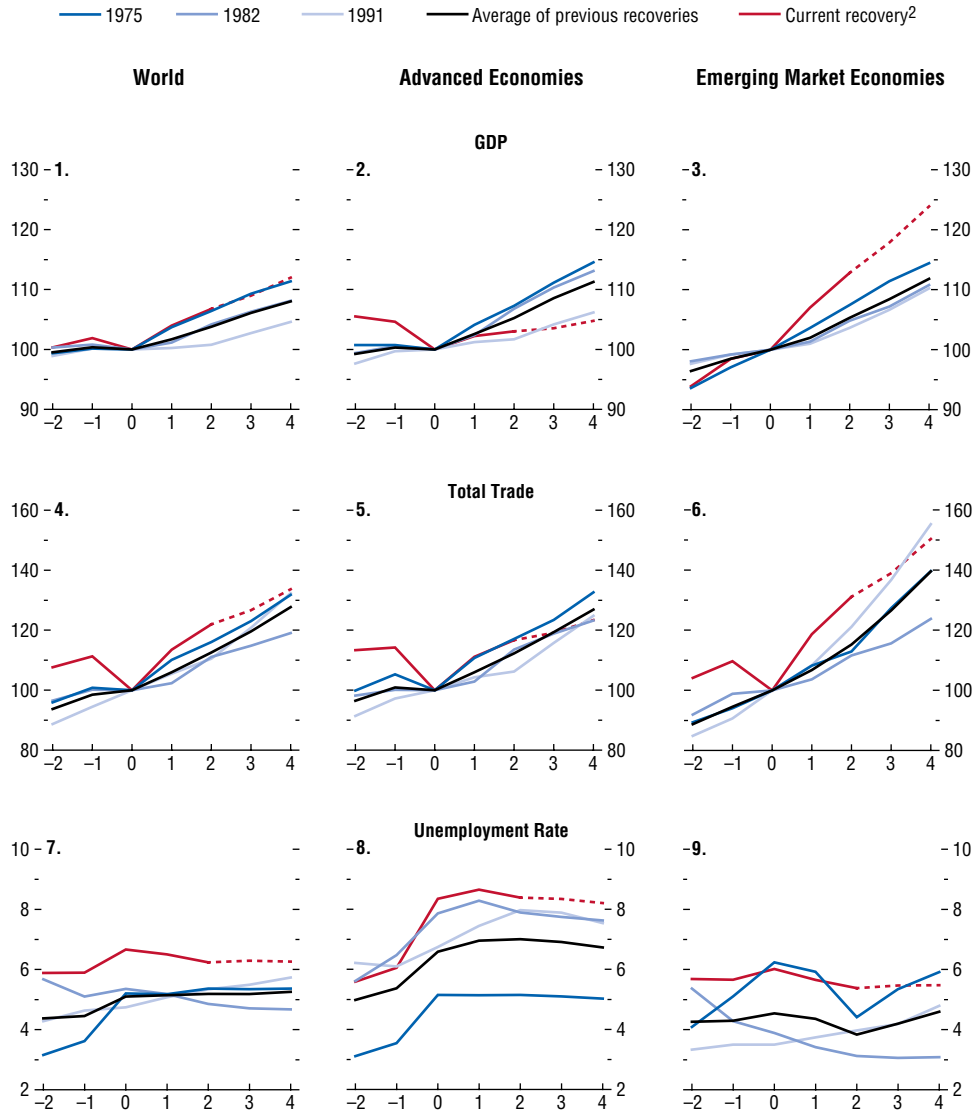 1975 1982 1991 Average of previous recoveries Current recovery2
World Advanced Economies Emerging Market Economies
GDP
130 1. 2. 3. 130
120 120
110 110
100 100
90 90
–2 –1 0 1 2 3 4 –2 –1 0 1 2 3 4 –2 –1 0 1 2 3 4
Total Trade
160 4. 5. 6. 160
140 140
120 120
100 100
80 80
–2 –1 0 1 2 3 4 –2 –1 0 1 2 3 4 –2 –1 0 1 2 3 4
Unemployment Rate
10 7. 8. 9. 10
8 8
6 6
4 4
2 2
–2 –1 0 1 2 3 4 –2 –1 0 1 2 3 4 –2 –1 0 1 2 3 4